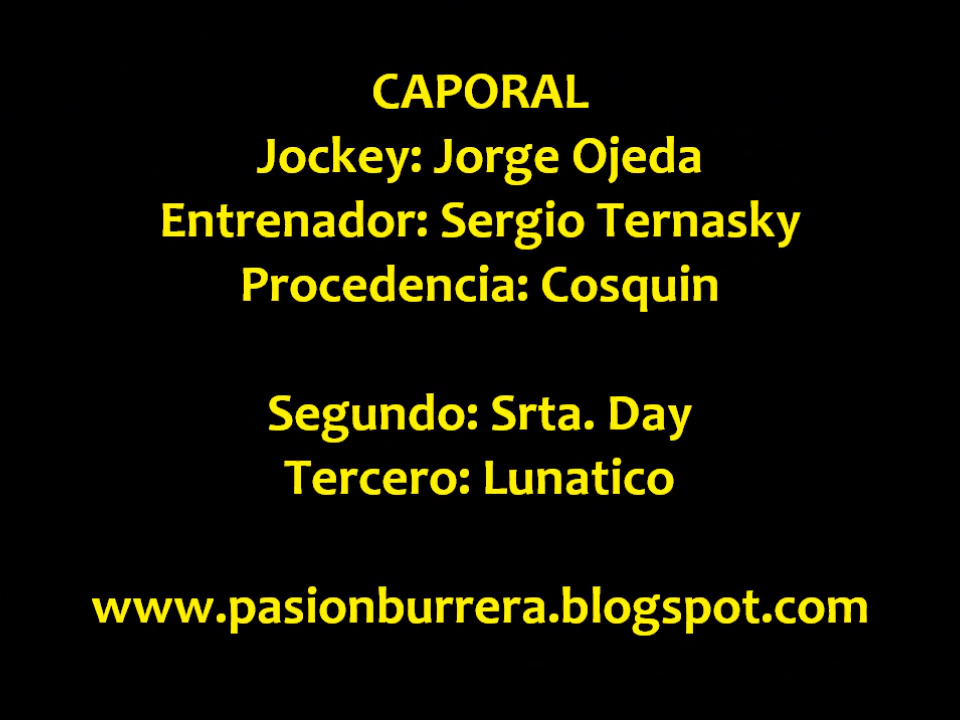 CAPORAL
Jockey: Jorge Ojeda
Entrenador: Sergio Ternasky
Procedencia: Cosquin
Segundo: Srta. Day
Tercero: Lunatico
www.pasionburrera.blogspot.com